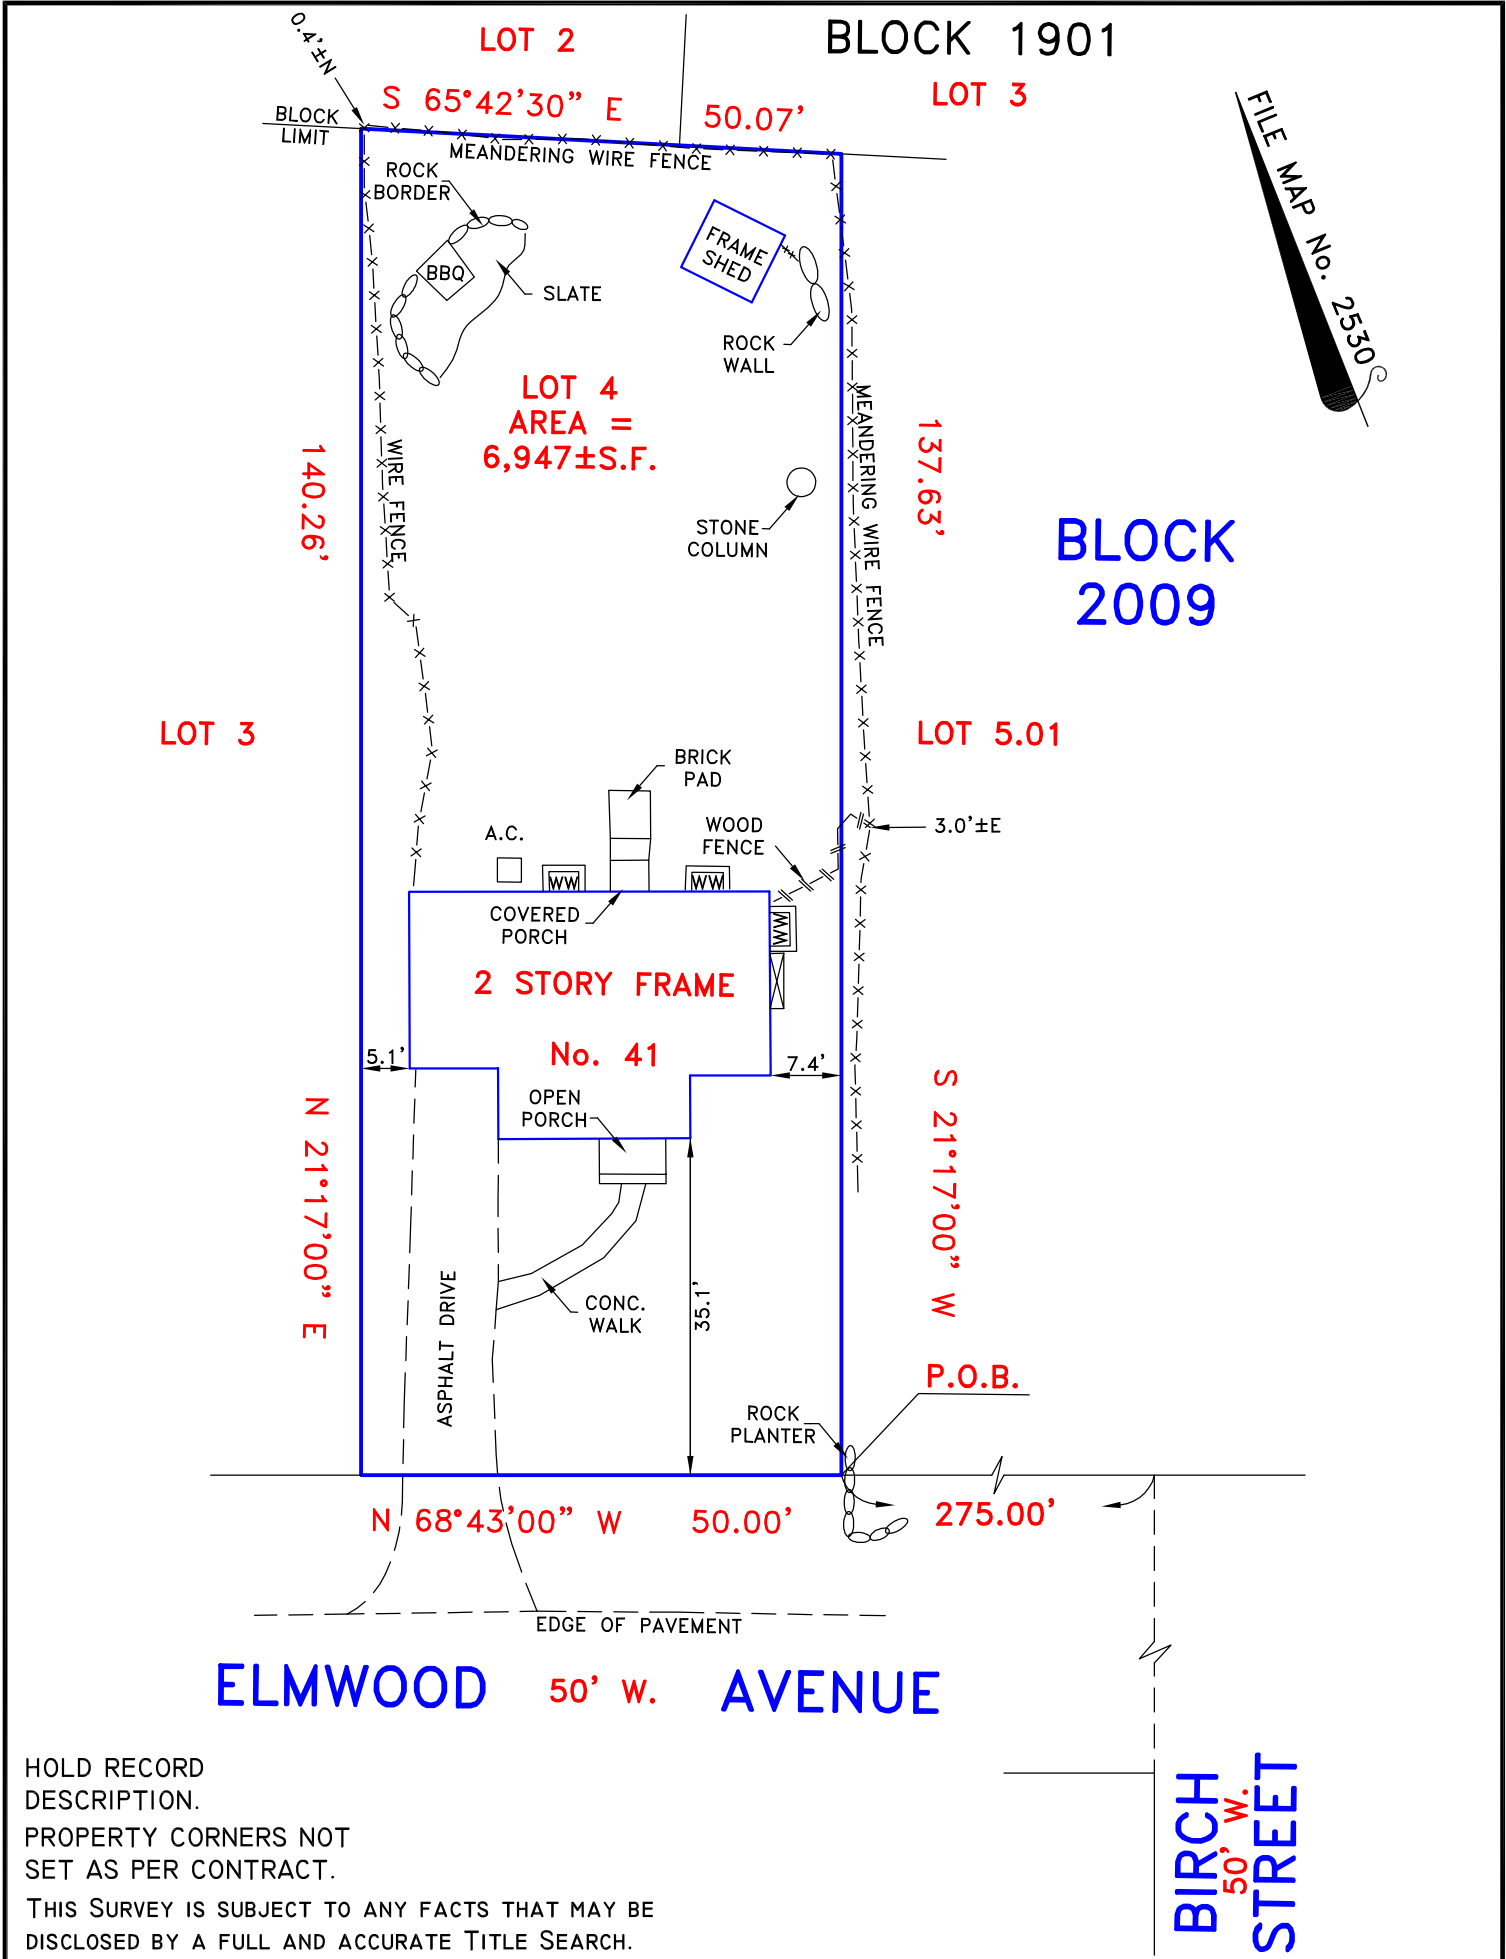 LOT 2
BLOCK 1901
0.4'±N
S 65°42'30" E 50.07'
LOT 3
BLOCK
LIMIT
MEANDERING WIRE FENCE
FILE MAP No. 2530
ROCK
BORDER
BBQ
SLATE
FRAME
SHED
ROCK
WALL
LOT 4
AREA =
6,947±S.F.
140.26'
WIRE FENCE
MEANDERING WIRE FENCE
137.63'
STONE
COLUMN
BLOCK
2009
LOT 3
LOT 5.01
BRICK
PAD
A.C.
WOOD
FENCE
3.0'±E
WW
WW
WW
COVERED
PORCH
2 STORY FRAME
No. 41
5.1'
7.4'
OPEN
PORCH
N 21°17'00" E
S 21°17'00" W
ASPHALT DRIVE
CONC.
WALK
35.1'
P.O.B.
ROCK
PLANTER
N 68°43'00" W 50.00'
275.00'
EDGE OF PAVEMENT
ELMWOOD 50' W. AVENUE
BIRCH
50' W.
STREET
HOLD RECORD
DESCRIPTION.
PROPERTY CORNERS NOT
SET AS PER CONTRACT.
THIS SURVEY IS SUBJECT TO ANY FACTS THAT MAY BE
DISCLOSED BY A FULL AND ACCURATE TITLE SEARCH.